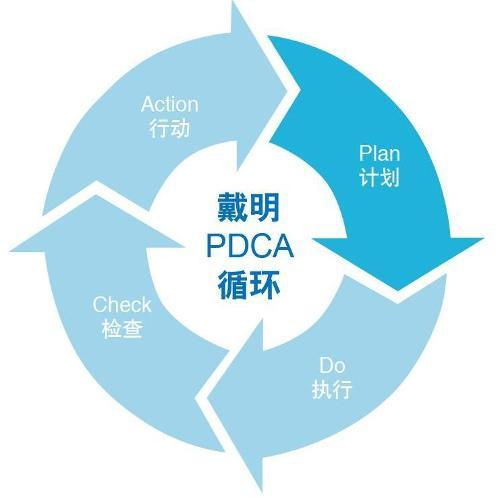 Action
行动
Plan
计划
戴明
PDCA
循环
Check
检查
Do
执行